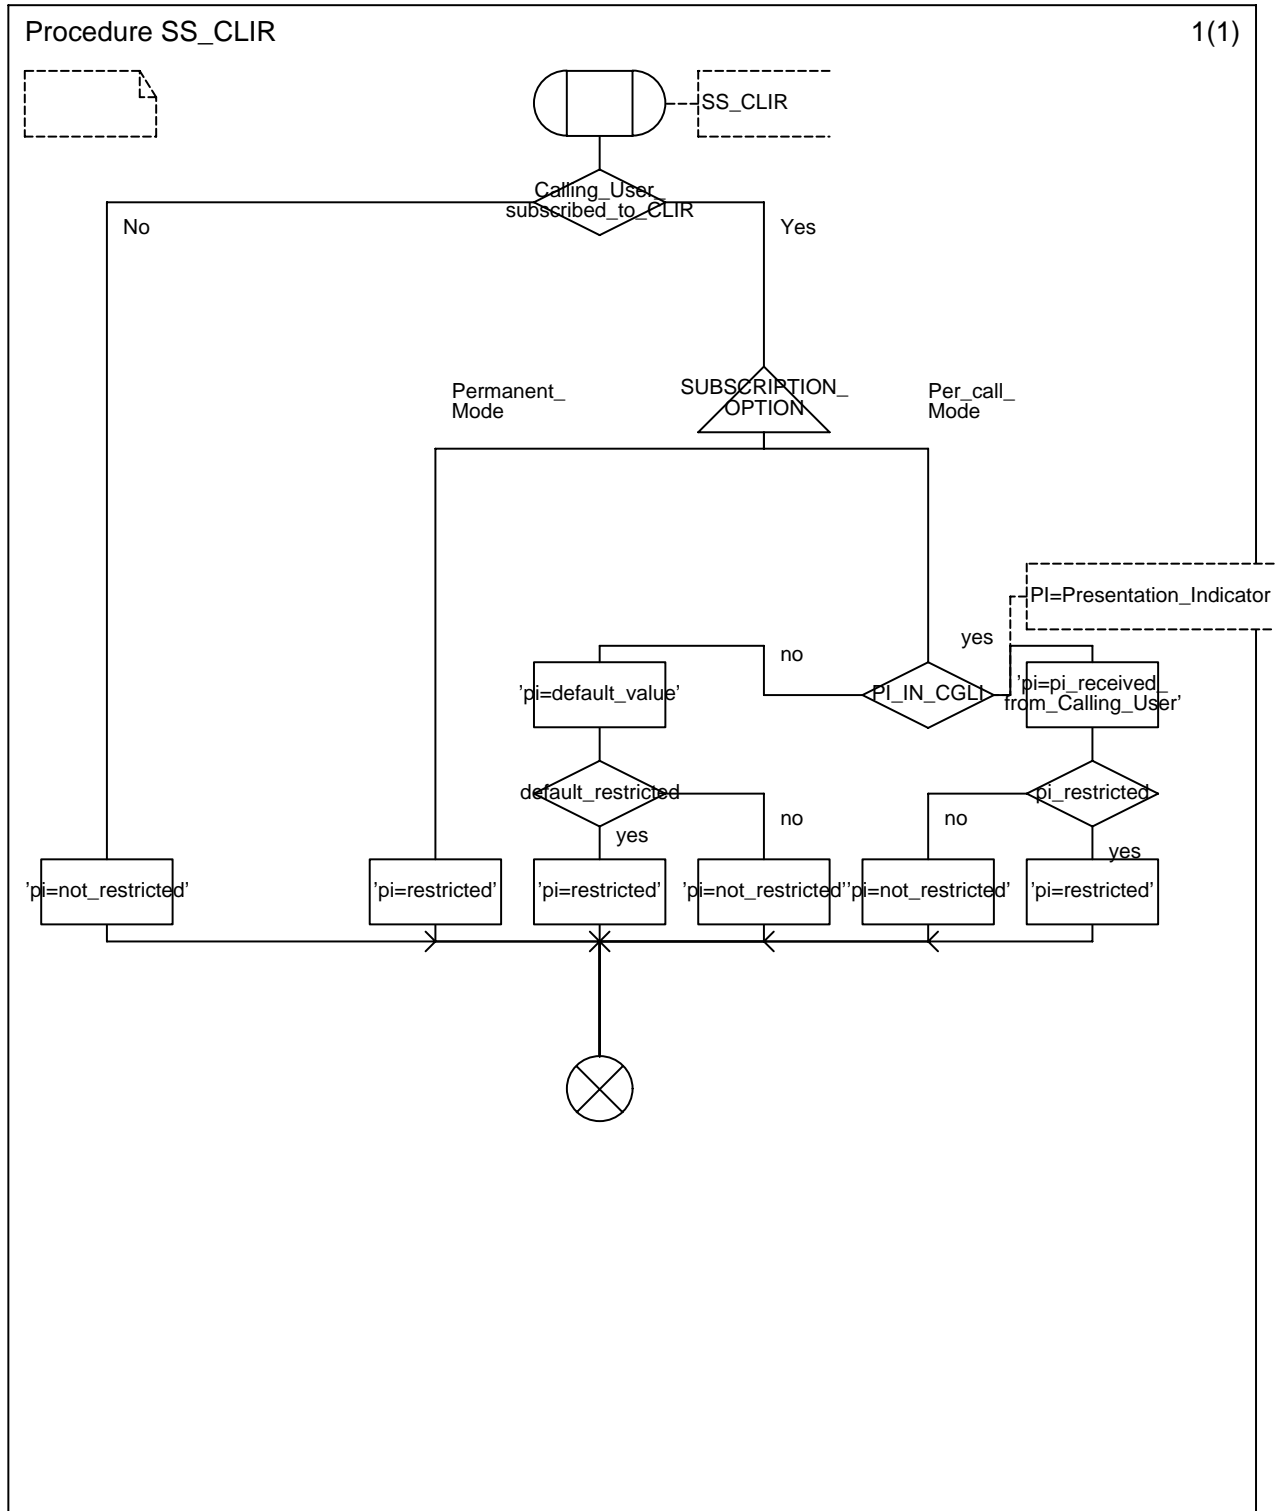 Procedure SS_CLIR
1(1)
SS_CLIR
Calling_User_
subscribed_to_CLIR
No
Yes
SUBSCRIPTION_
OPTION
Permanent_
Mode
Per_call_
Mode
PI=Presentation_Indicator
no
yes
'pi=default_value'
PI_IN_CGLI
'pi=pi_received_
from_Calling_User'
default_restricted
pi_restricted
yes
no
no
yes
'pi=not_restricted'
'pi=restricted'
'pi=restricted'
'pi=not_restricted'
'pi=not_restricted'
'pi=restricted'